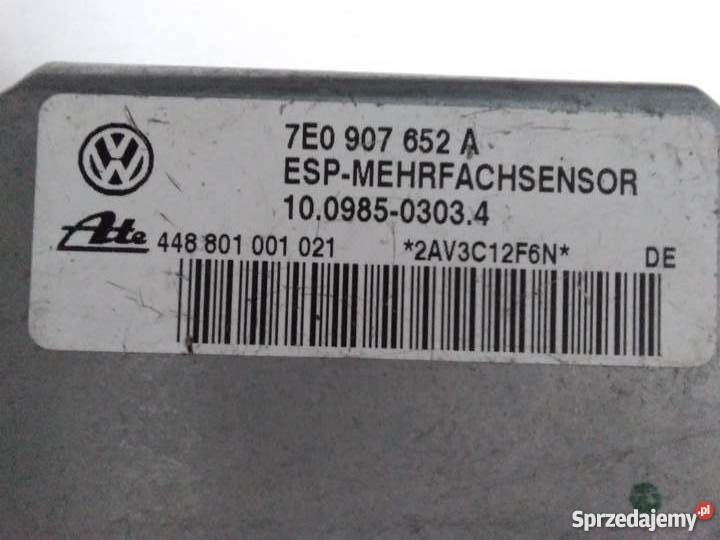 7E0 907 652 A
ESP-MEHRFACHSENSOR
10.0985-0303.4
Ate 448 801 001 021 *2AV3C12F6N* DE
Sprzedajemy.pl